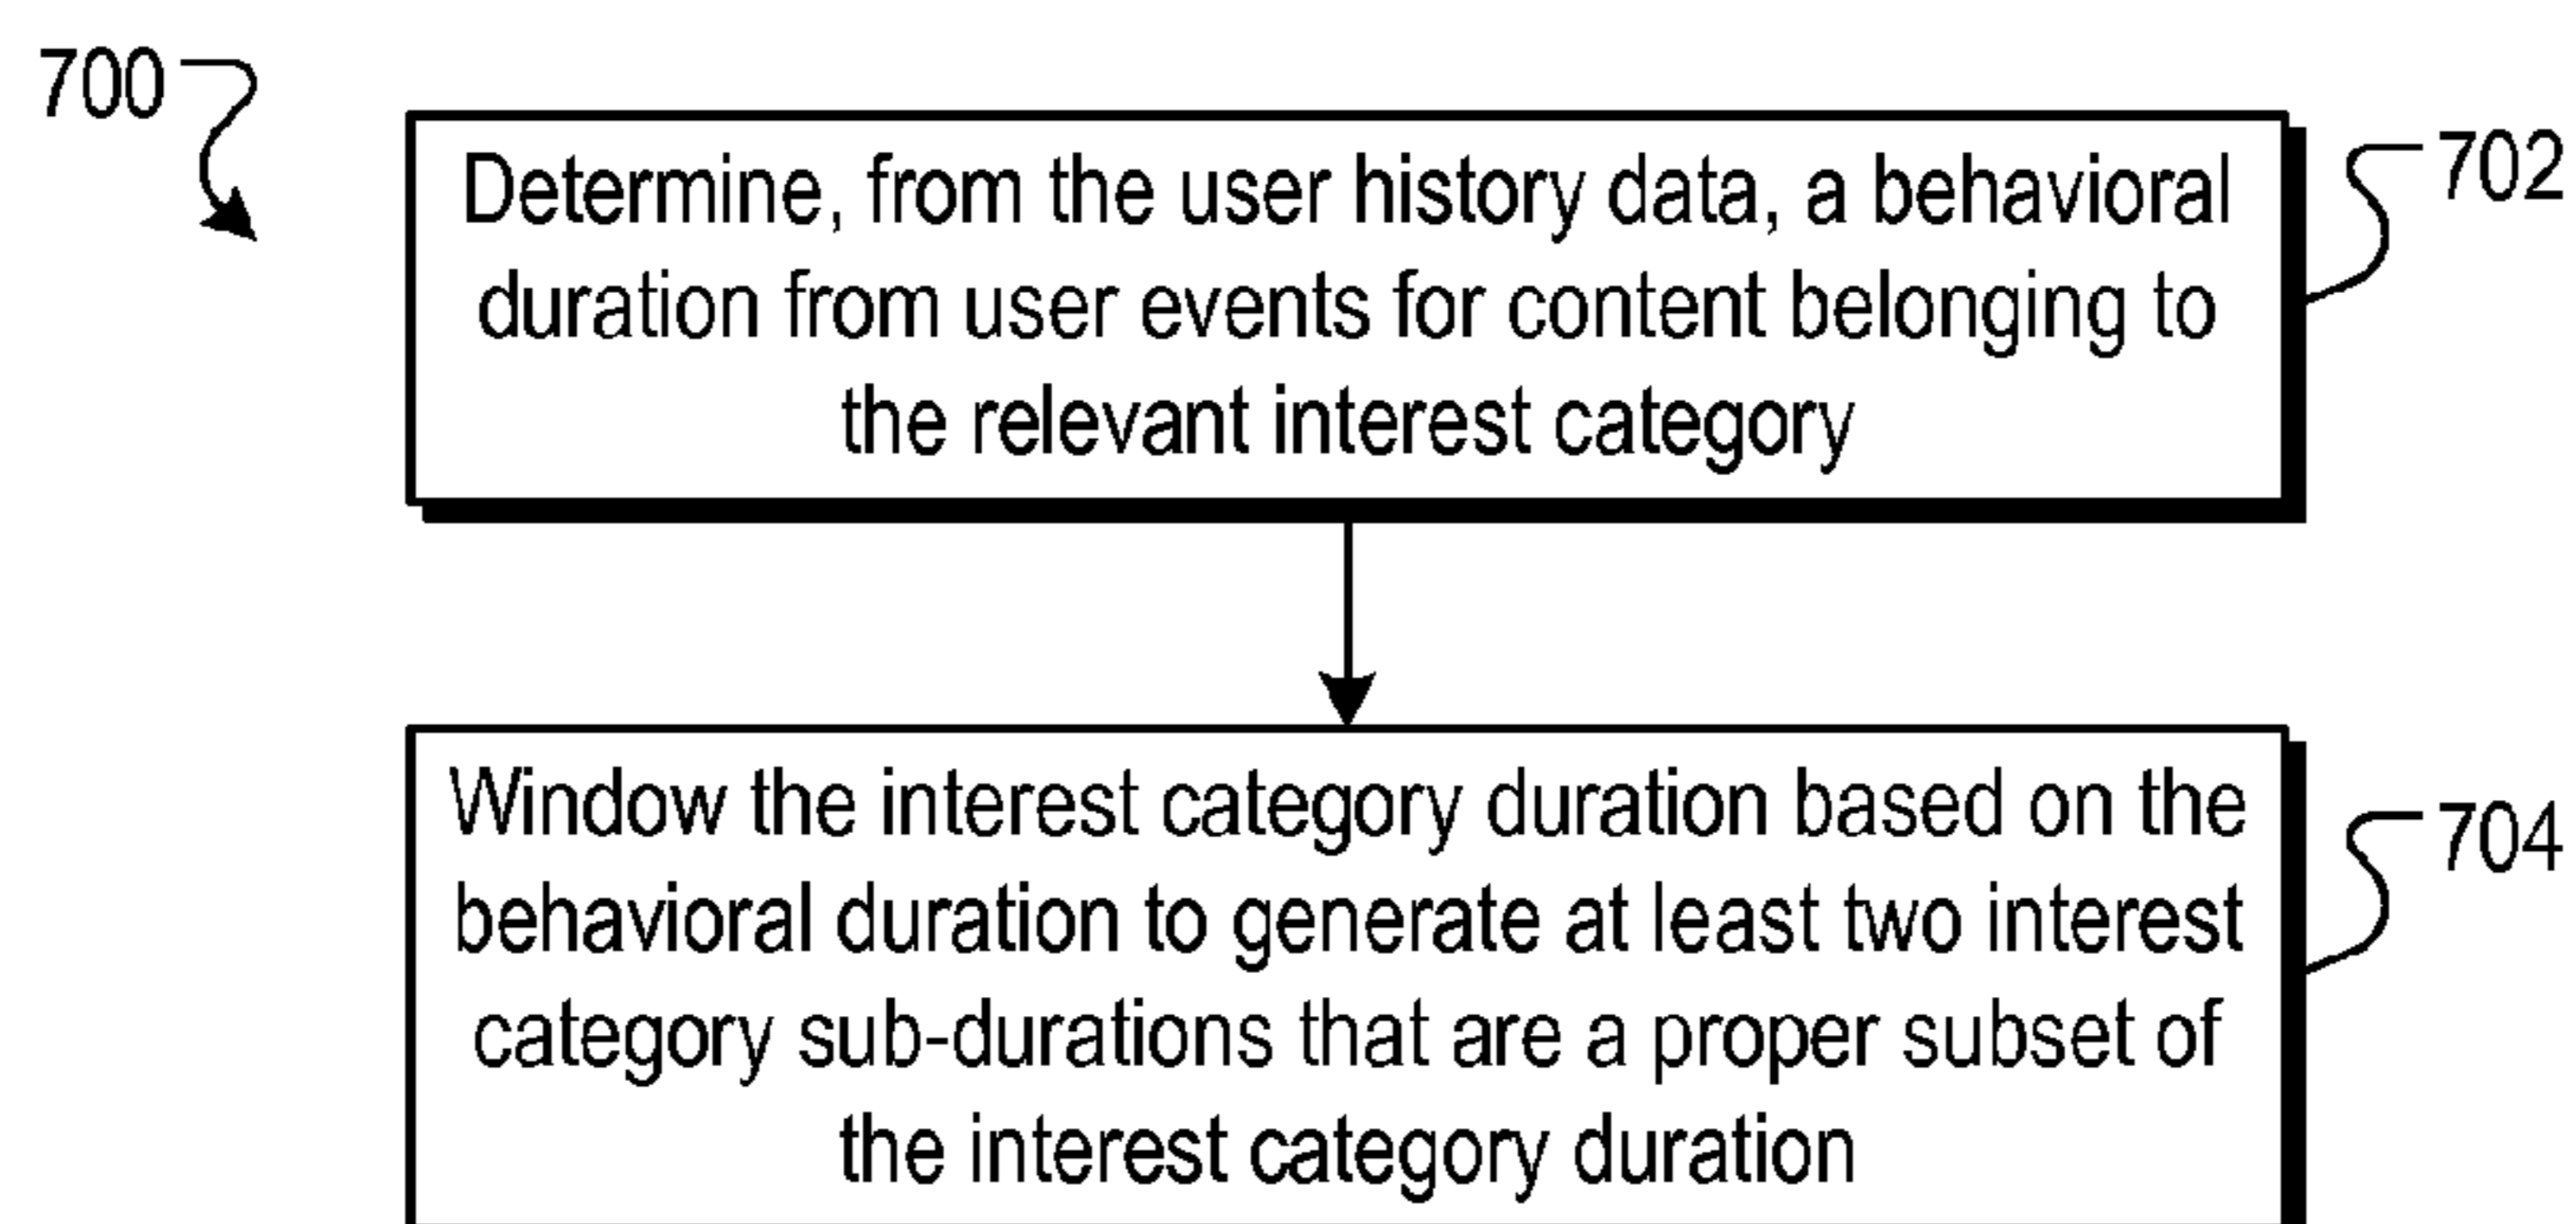 700
Determine, from the user history data, a behavioral
duration from user events for content belonging to
the relevant interest category
702
Window the interest category duration based on the
behavioral duration to generate at least two interest
category sub-durations that are a proper subset of
the interest category duration
704